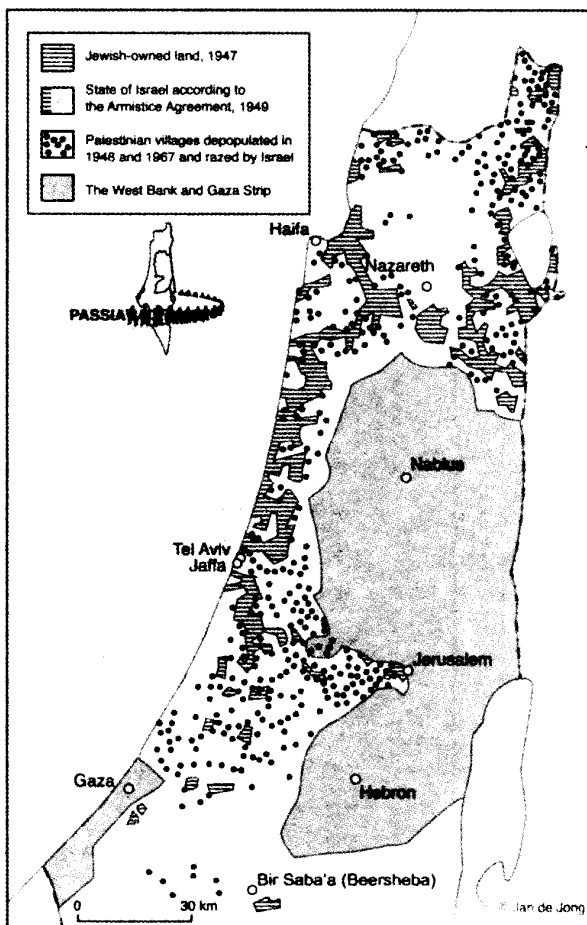 Jewish-owned land, 1947
State of Israel according to
the Armistice Agreement, 1949
Palestinian villages depopulated in
1948 and 1967 and razed by Israel
The West Bank and Gaza Strip
Haifa
Nazareth
PASSIA
Nablus
Tel Aviv
Jaffa
Jerusalem
Gaza
Hebron
Bir Saba'a (Beersheba)
0 30 km
© Jan de Jong